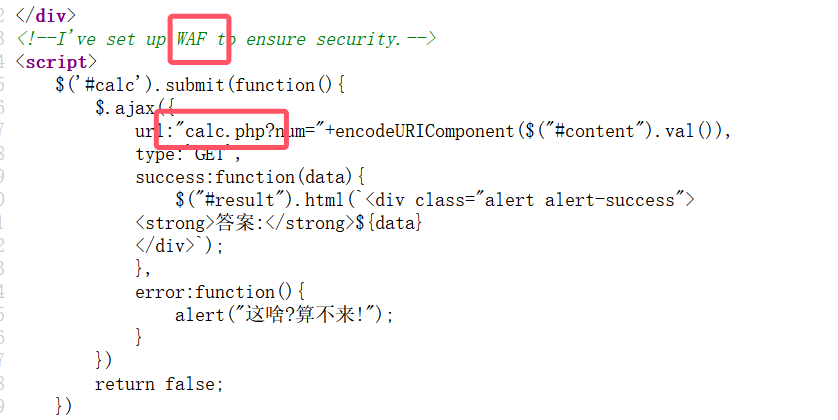 </div>
<!--I've set up WAF to ensure security.-->
<script>
$('#calc').submit(function(){
$.ajax({
url:"calc.php?num="+encodeURIComponent($("#content").val()),
type:'GET',
success:function(data){
$("#result").html(`<div class="alert alert-success">
<strong>答案:</strong>${data}
</div>`);
},
error:function(){
alert("这啥?算不来!");
}
})
return false;
})